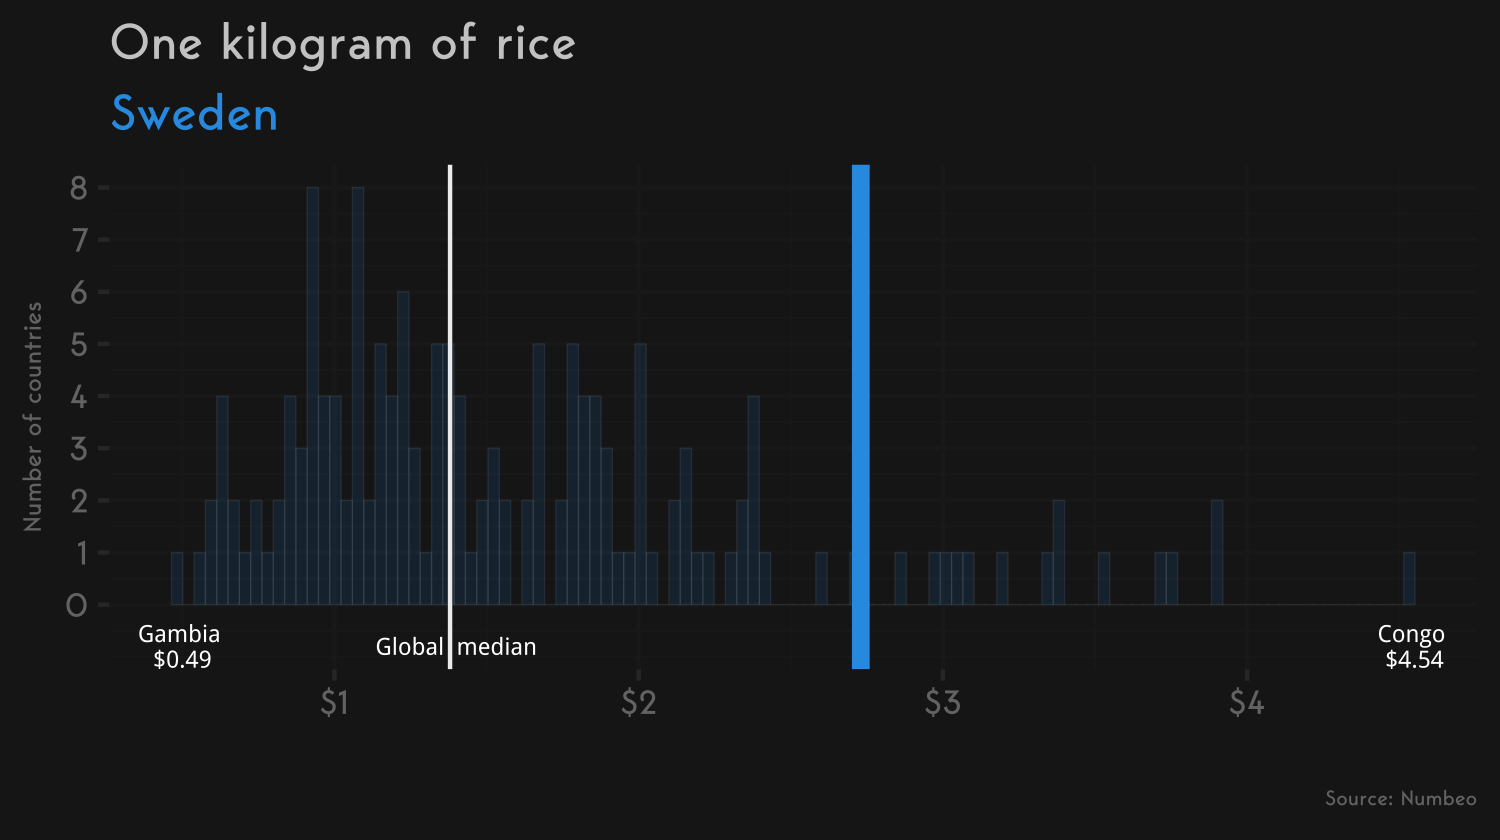 One kilogram of rice
Sweden
Number of countries
8
7
6
5
4
3
2
1
0
Gambia
$0.49
Global median
Congo
$4.54
$1
$2
$3
$4
Source: Numbeo